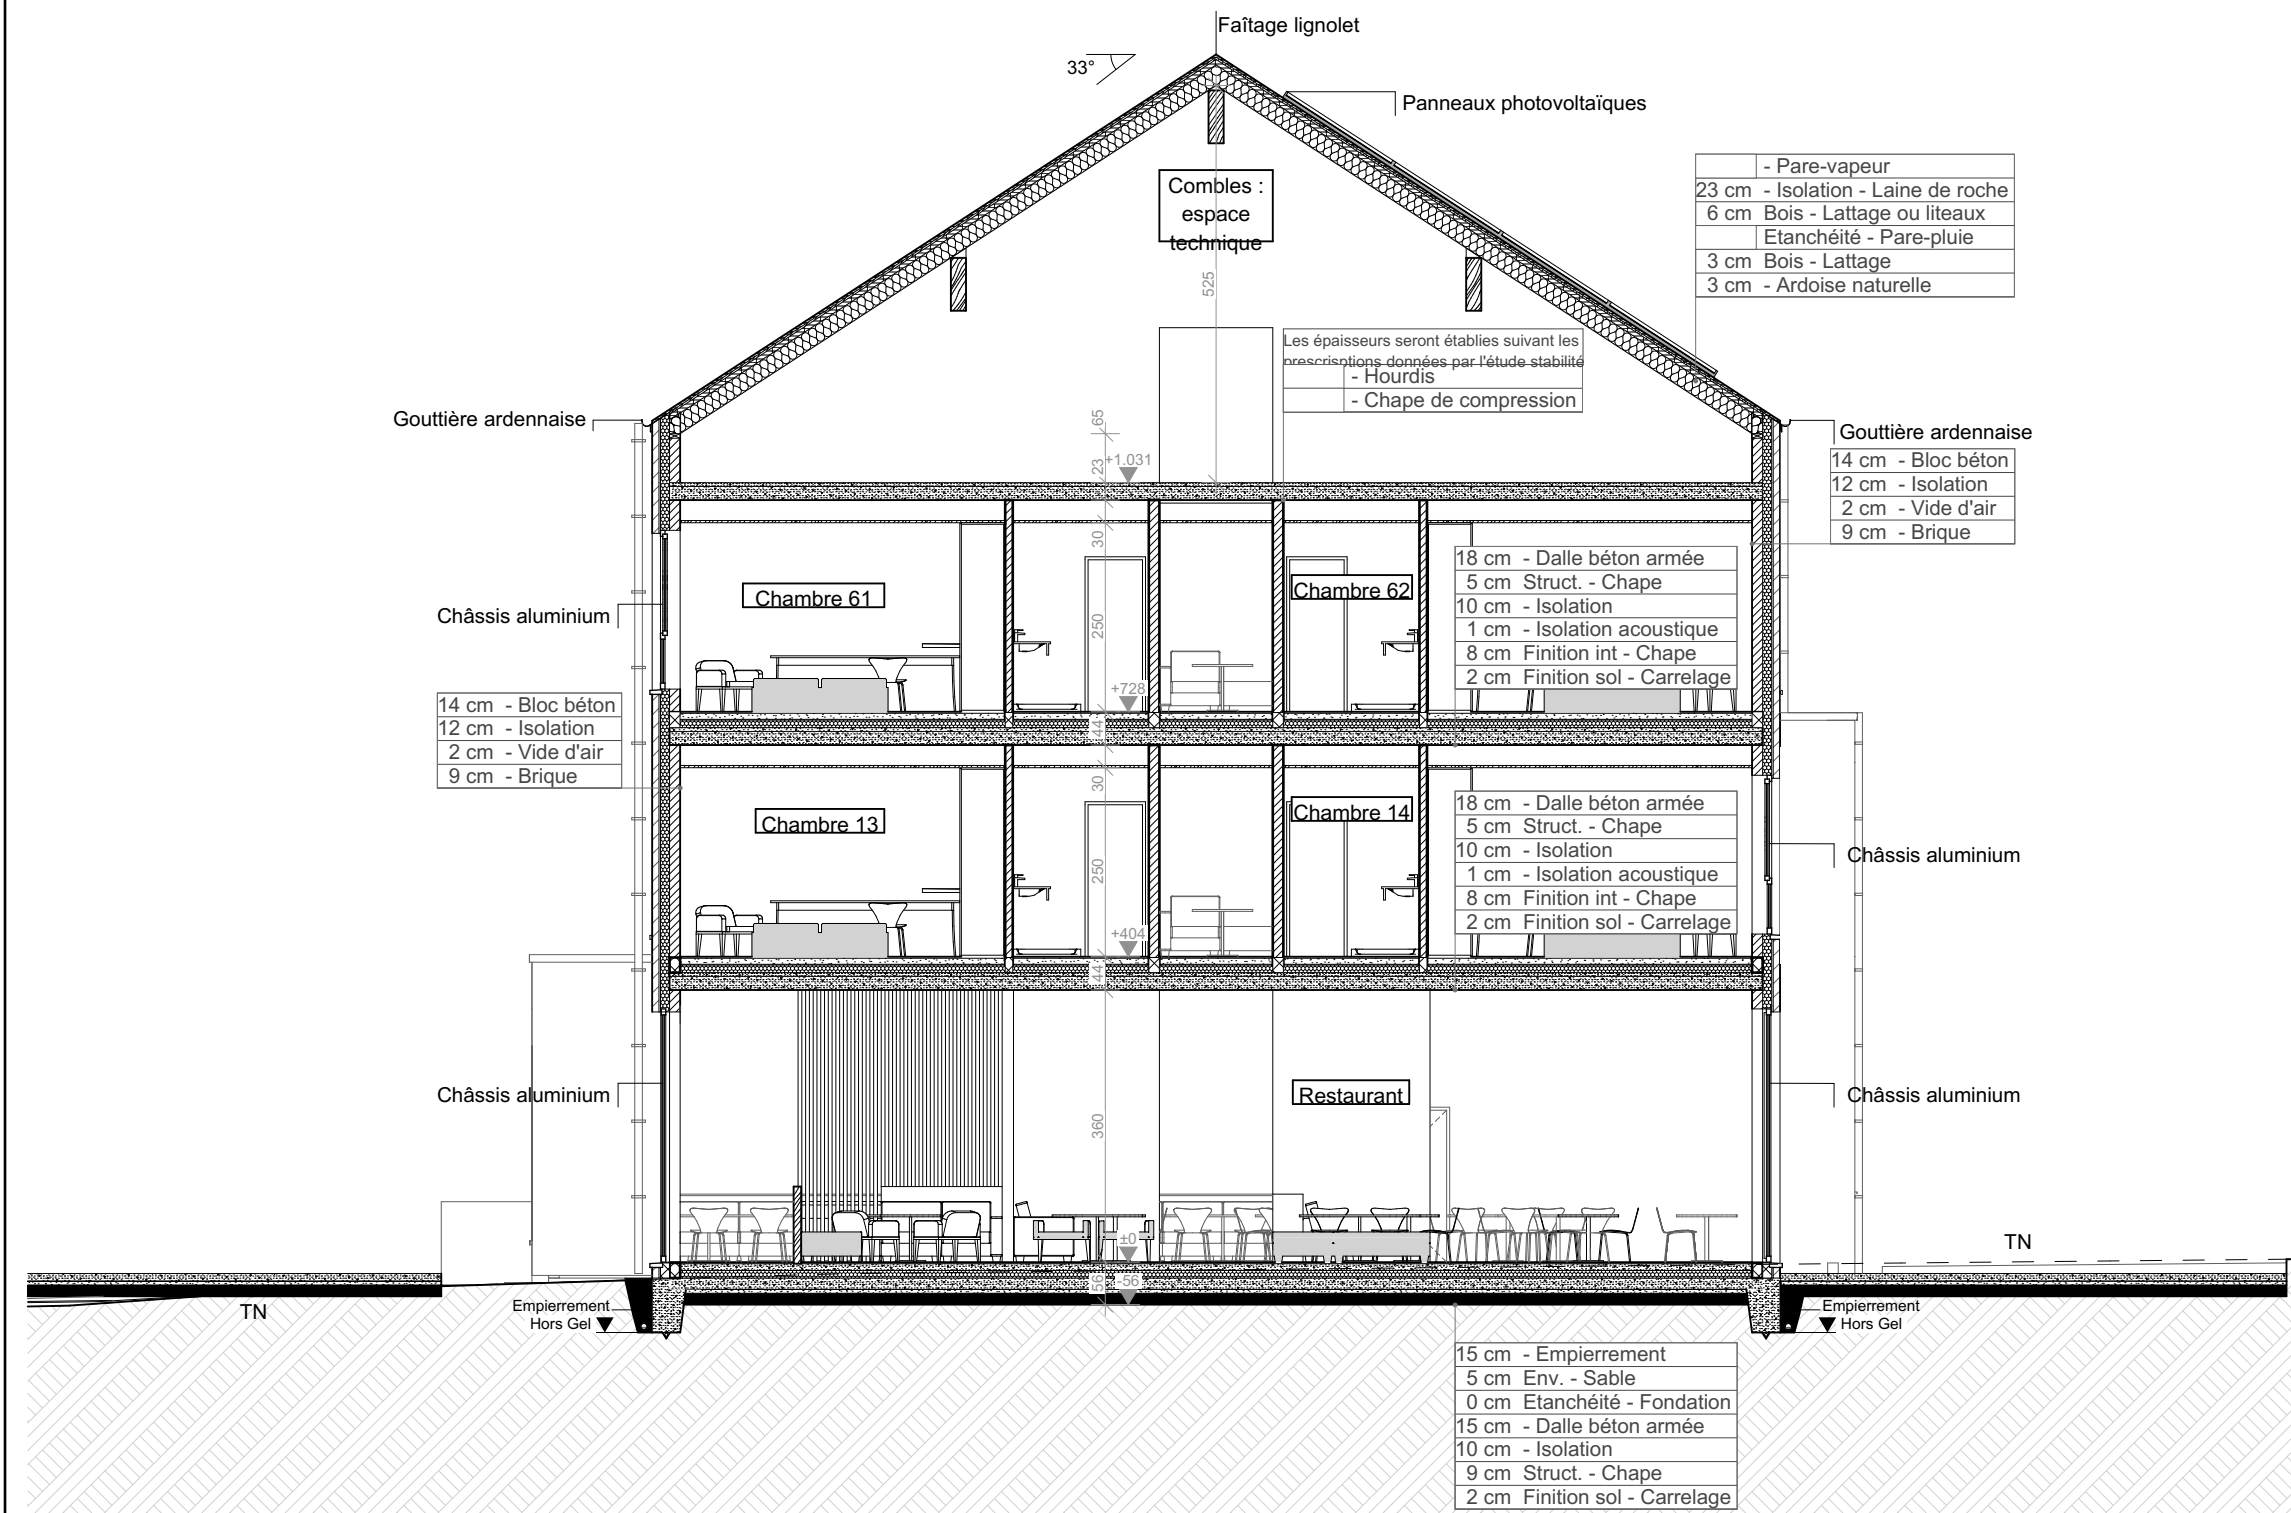 Faîtage lignolet
33°
Panneaux photovoltaïques
- Pare-vapeur
23 cm - Isolation - Laine de roche
6 cm Bois - Lattage ou liteaux
Etanchéité - Pare-pluie
3 cm Bois - Lattage
3 cm - Ardoise naturelle
Combles :
espace
technique
525
Les épaisseurs seront établies suivant les
prescrisptions données par l'étude stabilité
- Hourdis
- Chape de compression
Gouttière ardennaise
65
Gouttière ardennaise
23
+1.031
14 cm - Bloc béton
12 cm - Isolation
2 cm - Vide d'air
9 cm - Brique
30
18 cm - Dalle béton armée
5 cm Struct. - Chape
10 cm - Isolation
1 cm - Isolation acoustique
8 cm Finition int - Chape
2 cm Finition sol - Carrelage
Chambre 61
Chambre 62
Châssis aluminium
250
+728
44
14 cm - Bloc béton
12 cm - Isolation
2 cm - Vide d'air
9 cm - Brique
30
Chambre 13
Chambre 14
18 cm - Dalle béton armée
5 cm Struct. - Chape
10 cm - Isolation
1 cm - Isolation acoustique
8 cm Finition int - Chape
2 cm Finition sol - Carrelage
Châssis aluminium
250
+404
44
Châssis aluminium
Restaurant
Châssis aluminium
360
±0
TN
56
-56
TN
Empierrement
Hors Gel
Empierrement
Hors Gel
15 cm - Empierrement
5 cm Env. - Sable
0 cm Etanchéité - Fondation
15 cm - Dalle béton armée
10 cm - Isolation
9 cm Struct. - Chape
2 cm Finition sol - Carrelage